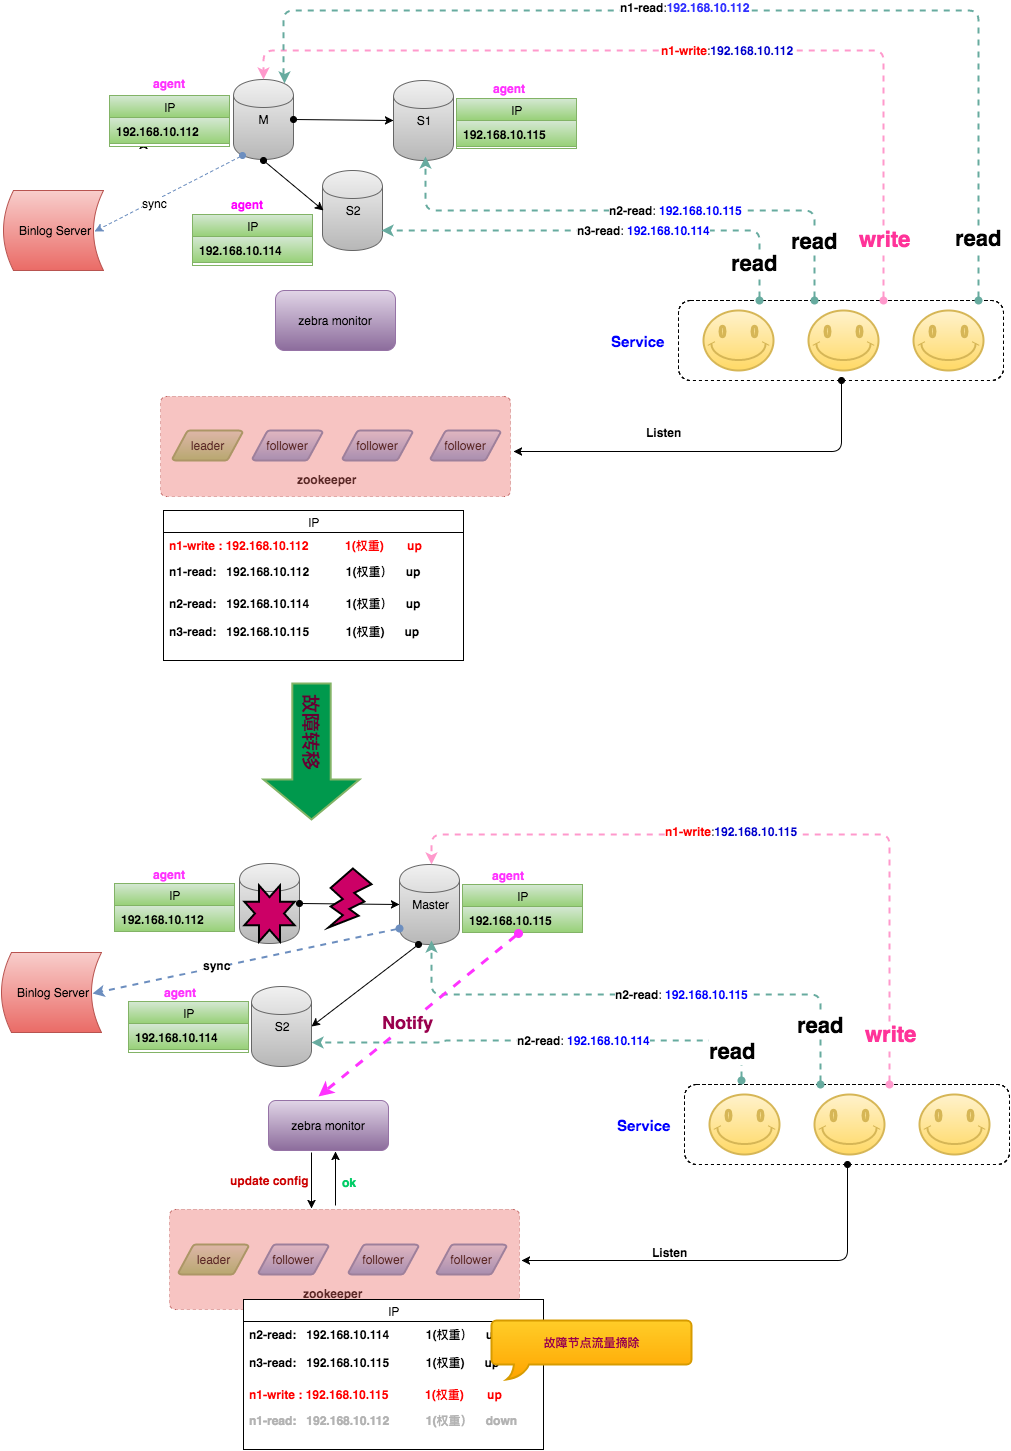 n1-read:192.168.10.112
n1-write:192.168.10.112
agent
IP
192.168.10.112
M
S1
agent
IP
192.168.10.115
sync
Binlog Server
agent
IP
192.168.10.114
S2
n2-read: 192.168.10.115
n3-read: 192.168.10.114
read
read
write
read
zebra monitor
Service
Listen
leader
follower
follower
follower
zookeeper
IP
n1-write : 192.168.10.112 1(权重) up
n1-read: 192.168.10.112 1(权重） up
n2-read: 192.168.10.114 1(权重） up
n3-read: 192.168.10.115 1(权重) up
故障转移
n1-write:192.168.10.115
agent
IP
192.168.10.112
Master
agent
IP
192.168.10.115
sync
Binlog Server
agent
IP
192.168.10.114
S2
Notify
n2-read: 192.168.10.115
n2-read: 192.168.10.114
read
read
write
zebra monitor
Service
update config
ok
Listen
leader
follower
follower
follower
zookeeper
IP
n2-read: 192.168.10.114 1(权重） u
故障节点流量摘除
n3-read: 192.168.10.115 1(权重) up
n1-write : 192.168.10.115 1(权重) up
n1-read: 192.168.10.112 1(权重） down